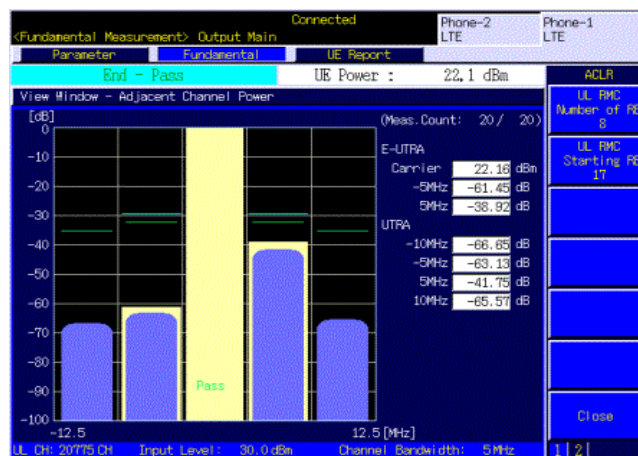 Connected
Phone-2
LTE
Phone-1
LTE
<Fundamental Measurement> Output Main
Parameter
Fundamental
UE Report
End - Pass
UE Power : 22.1 dBm
ACLR
View Window - Adjacent Channel Power
UL RMC
Number of RB
8
UL RMC
Starting RB
17
[dB]
(Meas.Count: 20/ 20)
0
-10
-20
-30
-40
-50
-60
-70
-80
-90
-100
E-UTRA
Carrier 22.16 dBm
-5MHz -61.45 dB
5MHz -38.92 dB
UTRA
-10MHz -66.65 dB
-5MHz -63.13 dB
5MHz -41.75 dB
10MHz -65.57 dB
Pass
-12.5
12.5[MHz]
Close
UL CH: 20775 CH Input Level: 30.0 dBm Channel Bandwidth: 5 MHz
1 2